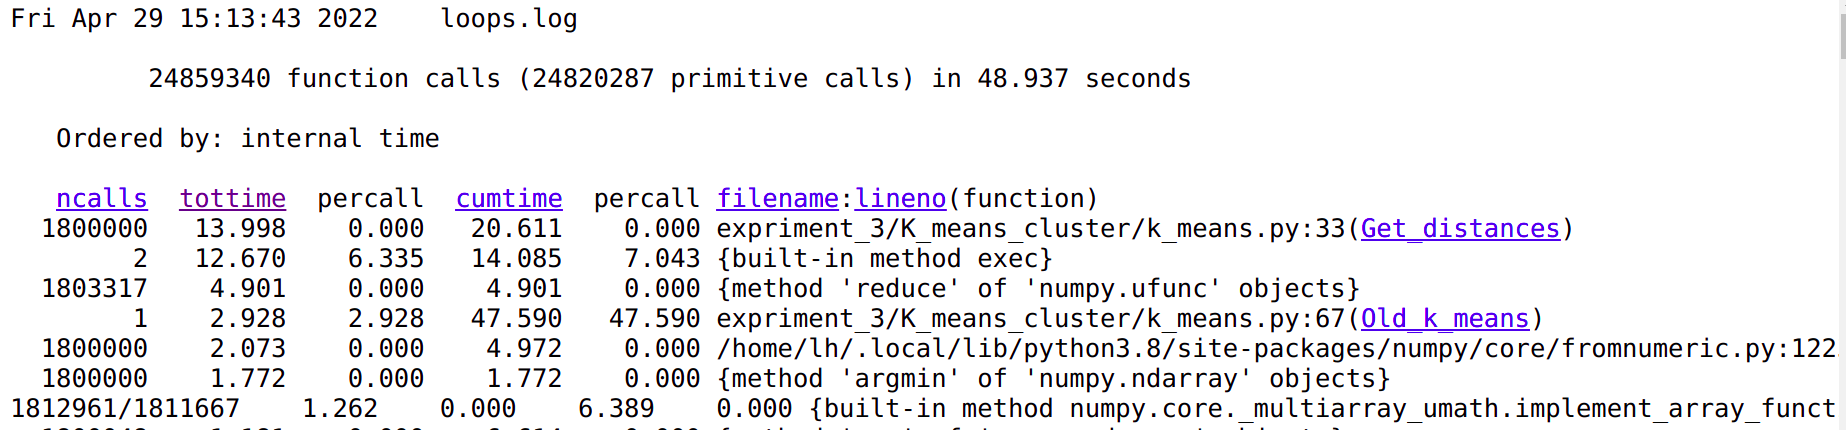 Fri Apr 29 15:13:43 2022    loops.log
24859340 function calls (24820287 primitive calls) in 48.937 seconds
Ordered by: internal time
ncalls  tottime  percall  cumtime  percall filename:lineno(function)
1800000   13.998    0.000   20.611    0.000 expriment_3/K_means_cluster/k_means.py:33(Get_distances)
2   12.670    6.335   14.085    7.043 {built-in method exec}
1803317    4.901    0.000    4.901    0.000 {method 'reduce' of 'numpy.ufunc' objects}
1    2.928    2.928   47.590   47.590 expriment_3/K_means_cluster/k_means.py:67(Old_k_means)
1800000    2.073    0.000    4.972    0.000 /home/lh/.local/lib/python3.8/site-packages/numpy/core/fromnumeric.py:122
1800000    1.772    0.000    1.772    0.000 {method 'argmin' of 'numpy.ndarray' objects}
1812961/1811667    1.262    0.000    6.389    0.000 {built-in method numpy.core._multiarray_umath.implement_array_funct